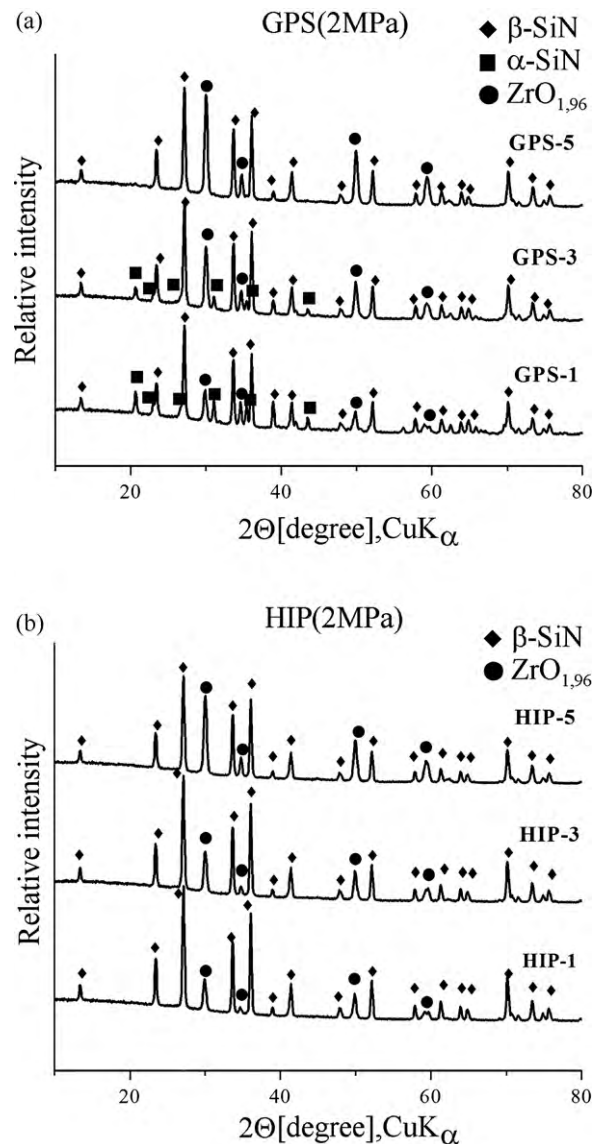 (a)
GPS(2MPa)
◆ β-SiN
■ α-SiN
● ZrO1,96
GPS-5
GPS-3
GPS-1
Relative intensity
20 40 60 80
2Θ[degree],CuKα
(b)
HIP(2MPa)
◆ β-SiN
● ZrO1,96
HIP-5
HIP-3
HIP-1
Relative intensity
20 40 60 80
2Θ[degree],CuKα